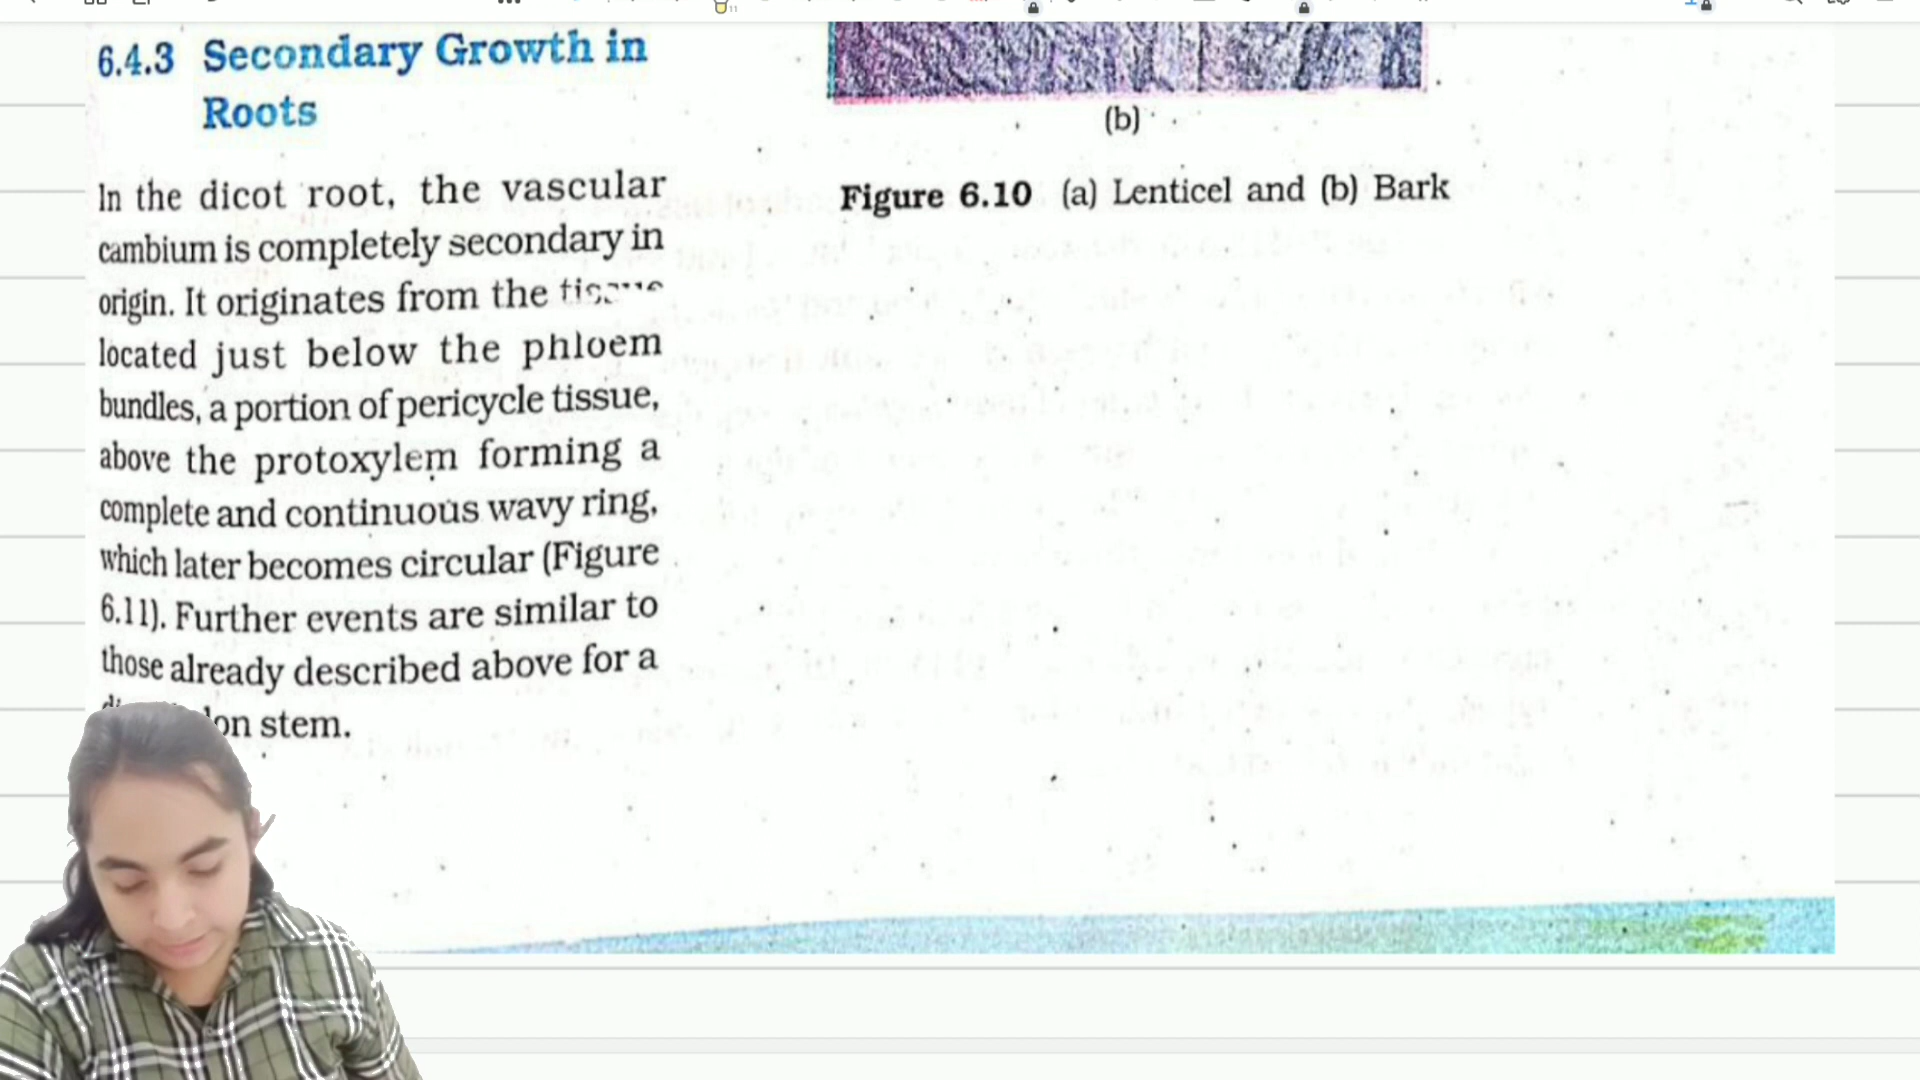 6.4.3 Secondary Growth in
Roots
In the dicot root, the vascular
cambium is completely secondary in
origin. It originates from the tissue
located just below the phloem
bundles, a portion of pericycle tissue,
above the protoxylem forming a
complete and continuous wavy ring,
which later becomes circular (Figure
6.11). Further events are similar to
those already described above for a
stem.
(b)
Figure 6.10 (a) Lenticel and (b) Bark